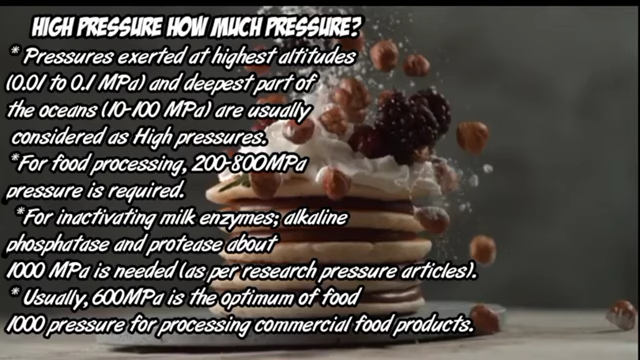 HIGH PRESSURE HOW MUCH PRESSURE?
* Pressures exerted at highest altitudes
(0.01 to 0.1 MPa) and deepest part of
the oceans (10-100 MPa) are usually
considered as High pressures.
*For food processing, 200-800MPa
pressure is required.
*For inactivating milk enzymes; alkaline
phosphatase and protease about
1000 MPa is needed (as per research pressure articles).
* Usually, 600MPa is the optimum of food
1000 pressure for processing commercial food products.